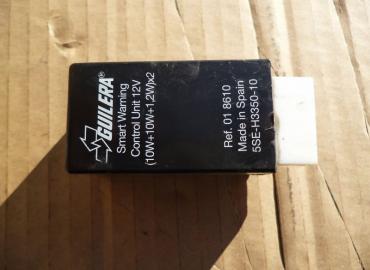 GUILERA
Smart Warning
Control Unit 12V
(10W+10W+1,2W)x2
Ref. 01 8610
Made in Spain
5SE-H3350-10